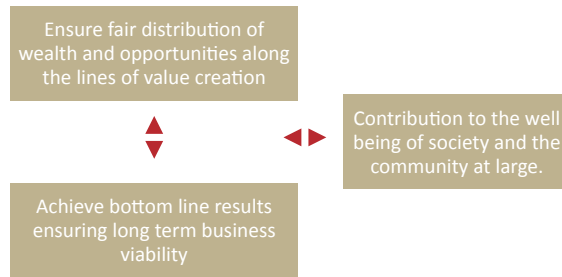 Ensure fair distribution of
wealth and opportunities along
the lines of value creation
Contribution to the well
being of society and the
community at large.
Achieve bottom line results
ensuring long term business
viability